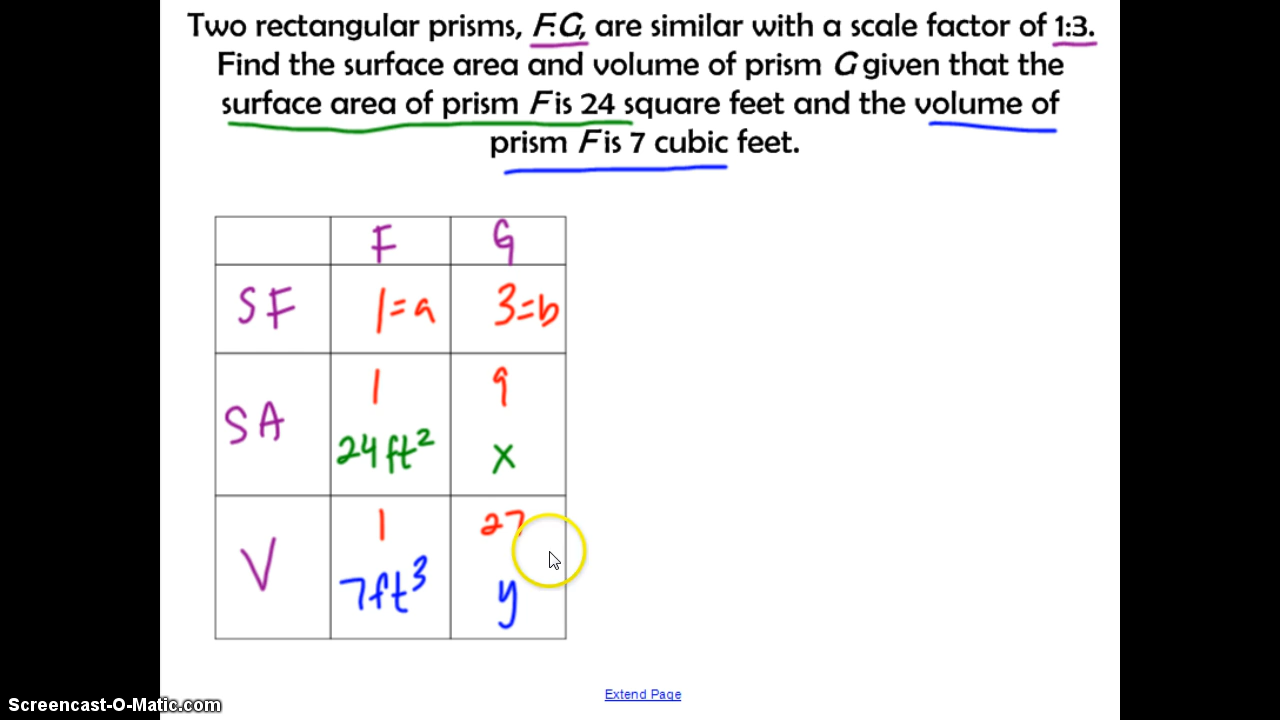 Two rectangular prisms, F:G, are similar with a scale factor of 1:3.
Find the surface area and volume of prism G given that the
surface area of prism F is 24 square feet and the volume of
prism F is 7 cubic feet.
F G
SF 1=a 3=b
1 9
SA
24ft² x
1 27
V
7ft³ y
Extend Page
Screencast-O-Matic.com